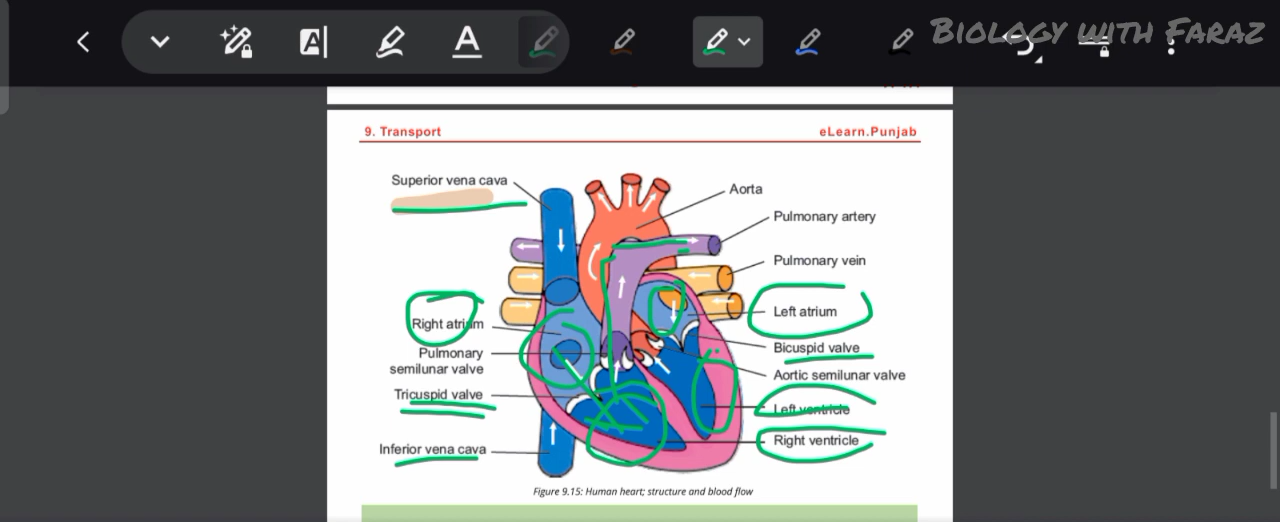 Biology with Faraz
9. Transport
eLearn.Punjab
Superior vena cava
Aorta
Pulmonary artery
Pulmonary vein
Left atrium
Right atrium
Bicuspid valve
Pulmonary
semilunar valve
Aortic semilunar valve
Tricuspid valve
Left ventricle
Right ventricle
Inferior vena cava
Figure 9.15: Human heart; structure and blood flow